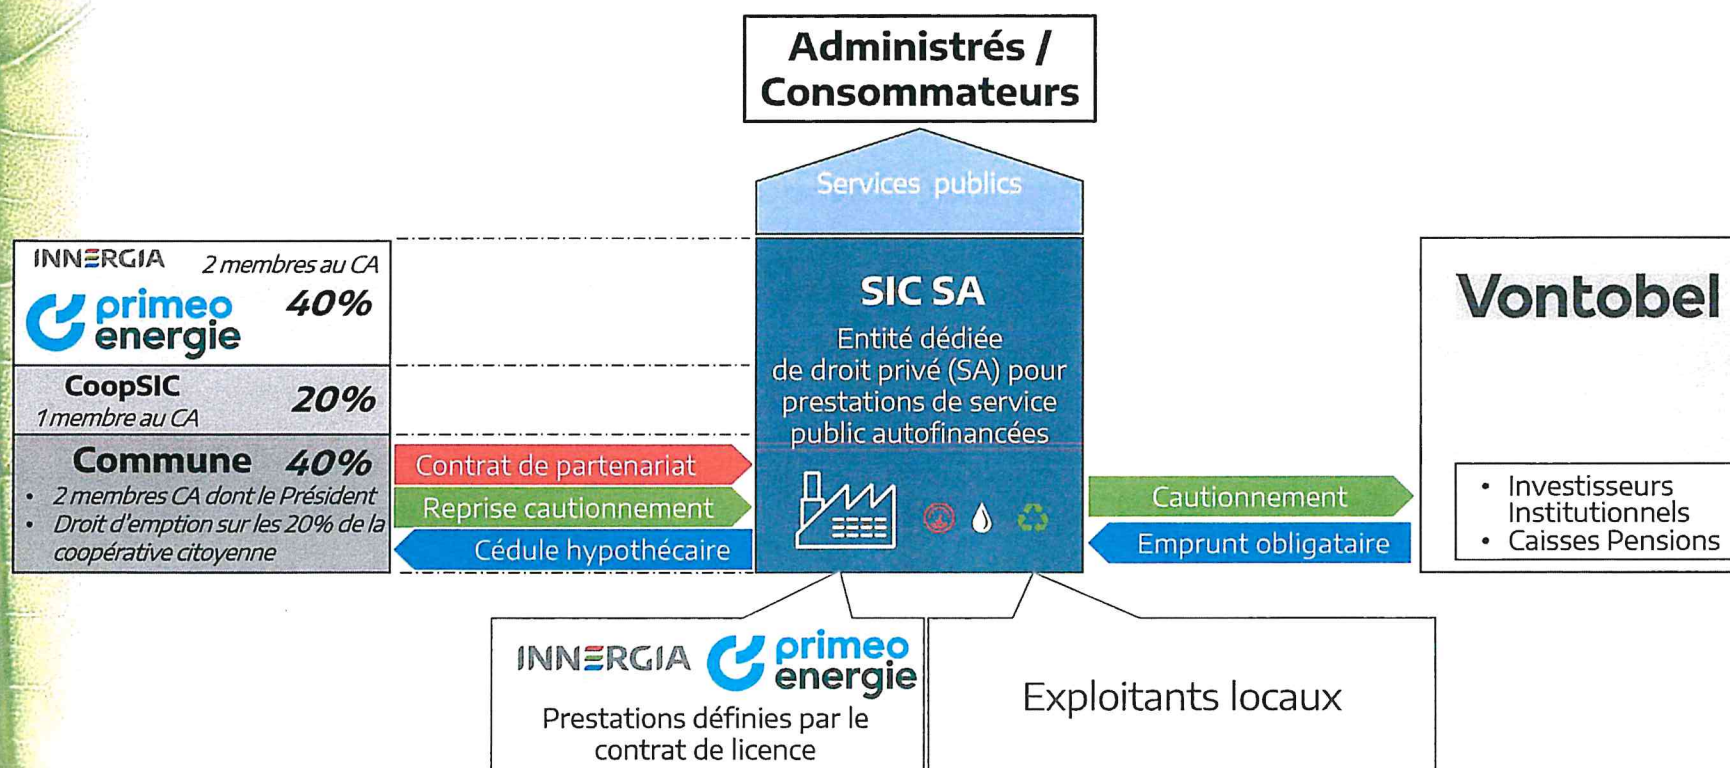 Administrés /
Consommateurs
Services publics
INNERGIA 2 membres au CA
primeo
energie 40%
CoopSIC 20%
1 membre au CA
Commune 40%
• 2 membres CA dont le Président
• Droit d'emption sur les 20% de la
coopérative citoyenne
Contrat de partenariat
Reprise cautionnement
Cédule hypothécaire
SIC SA
Entité dédiée
de droit privé (SA) pour
prestations de service
public autofinancées
Cautionnement
Emprunt obligataire
Vontobel
• Investisseurs
Institutionnels
• Caisses Pensions
INNERGIA primeo
energie
Prestations définies par le
contrat de licence
Exploitants locaux